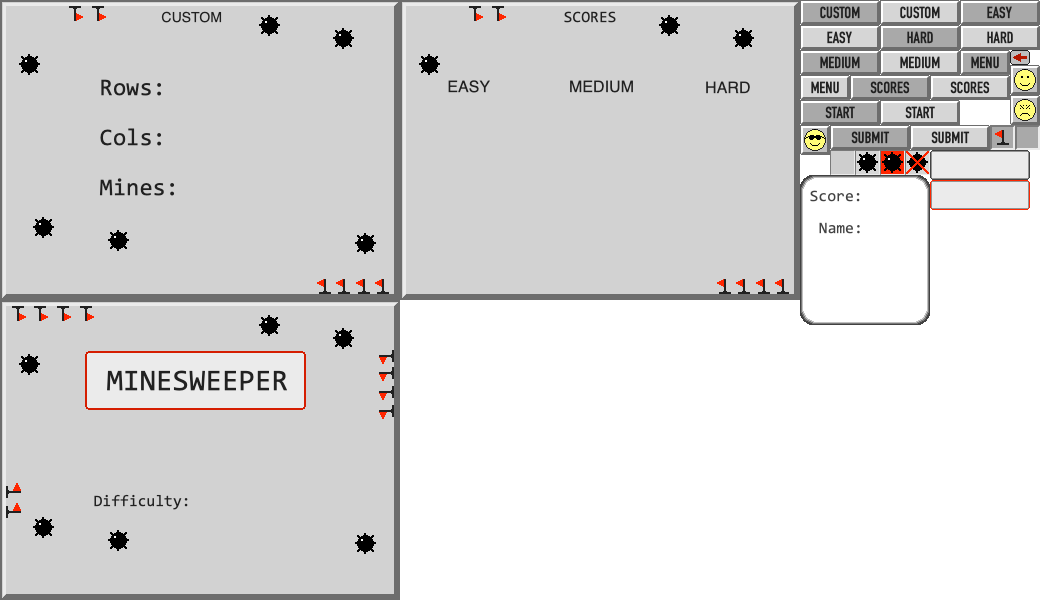 CUSTOM
Rows:
Cols:
Mines:
SCORES
EASY MEDIUM HARD
CUSTOM CUSTOM EASY
EASY HARD HARD
MEDIUM MEDIUM MENU
MENU SCORES SCORES
START START
SUBMIT SUBMIT
Score:
Name:
MINESWEEPER
Difficulty: